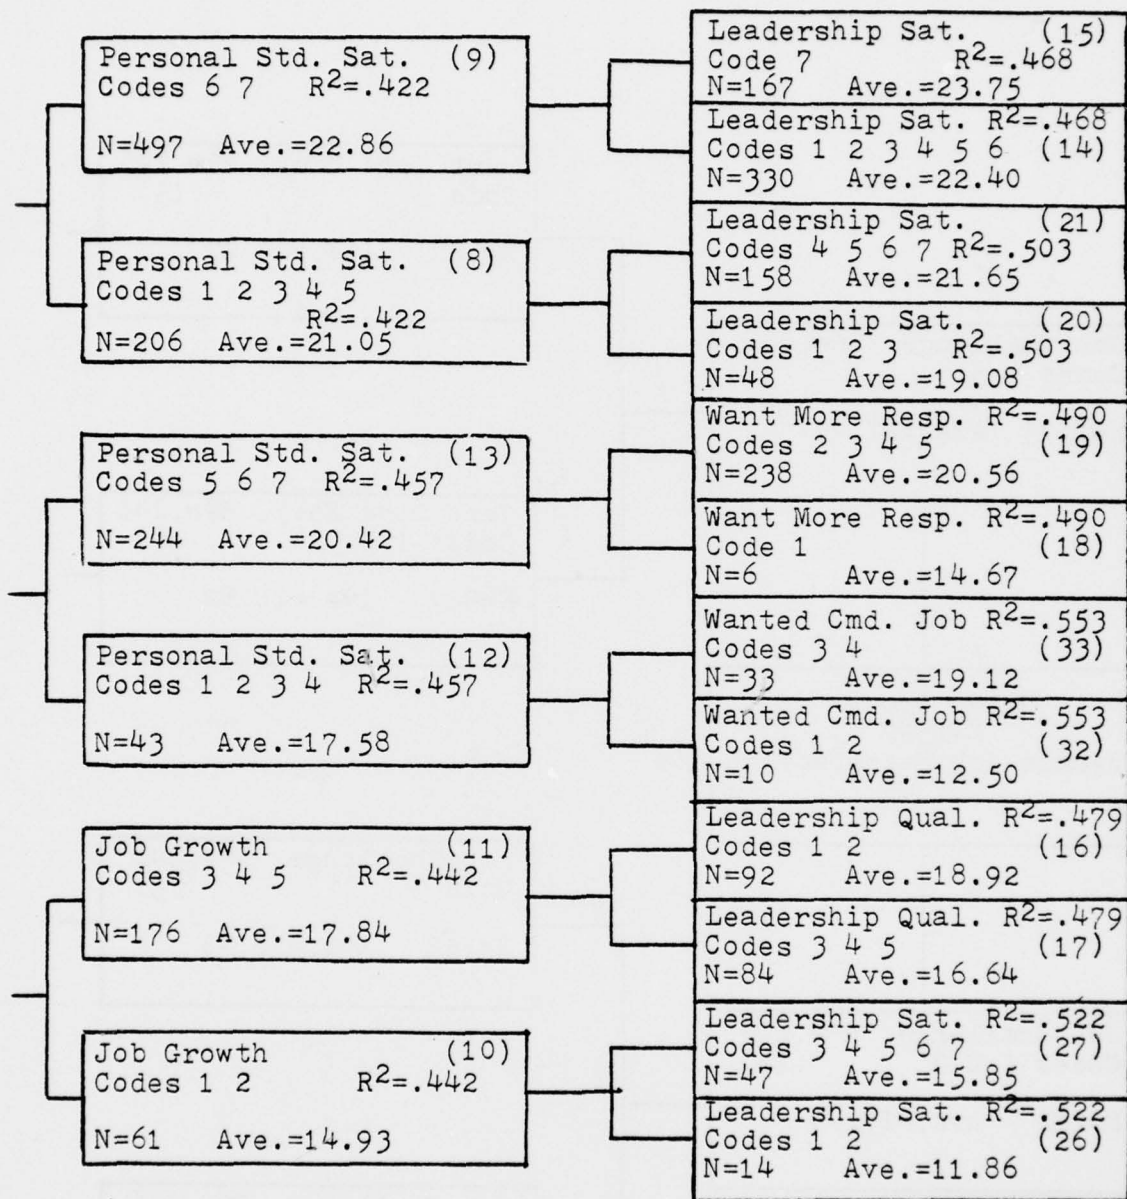 Personal Std. Sat. (9)
Codes 6 7 R²=.422
N=497 Ave.=22.86
Personal Std. Sat. (8)
Codes 1 2 3 4 5
R²=.422
N=206 Ave.=21.05
Personal Std. Sat. (13)
Codes 5 6 7 R²=.457
N=244 Ave.=20.42
Personal Std. Sat. (12)
Codes 1 2 3 4 R²=.457
N=43 Ave.=17.58
Job Growth (11)
Codes 3 4 5 R²=.442
N=176 Ave.=17.84
Job Growth (10)
Codes 1 2 R²=.442
N=61 Ave.=14.93
Leadership Sat. (15)
Code 7 R²=.468
N=167 Ave.=23.75
Leadership Sat. R²=.468
Codes 1 2 3 4 5 6 (14)
N=330 Ave.=22.40
Leadership Sat. (21)
Codes 4 5 6 7 R²=.503
N=158 Ave.=21.65
Leadership Sat. (20)
Codes 1 2 3 R²=.503
N=48 Ave.=19.08
Want More Resp. R²=.490
Codes 2 3 4 5 (19)
N=238 Ave.=20.56
Want More Resp. R²=.490
Code 1 (18)
N=6 Ave.=14.67
Wanted Cmd. Job R²=.553
Codes 3 4 (33)
N=33 Ave.=19.12
Wanted Cmd. Job R²=.553
Codes 1 2 (32)
N=10 Ave.=12.50
Leadership Qual. R²=.479
Codes 1 2 (16)
N=92 Ave.=18.92
Leadership Qual. R²=.479
Codes 3 4 5 (17)
N=84 Ave.=16.64
Leadership Sat. R²=.522
Codes 3 4 5 6 7 (27)
N=47 Ave.=15.85
Leadership Sat. R²=.522
Codes 1 2 (26)
N=14 Ave.=11.86